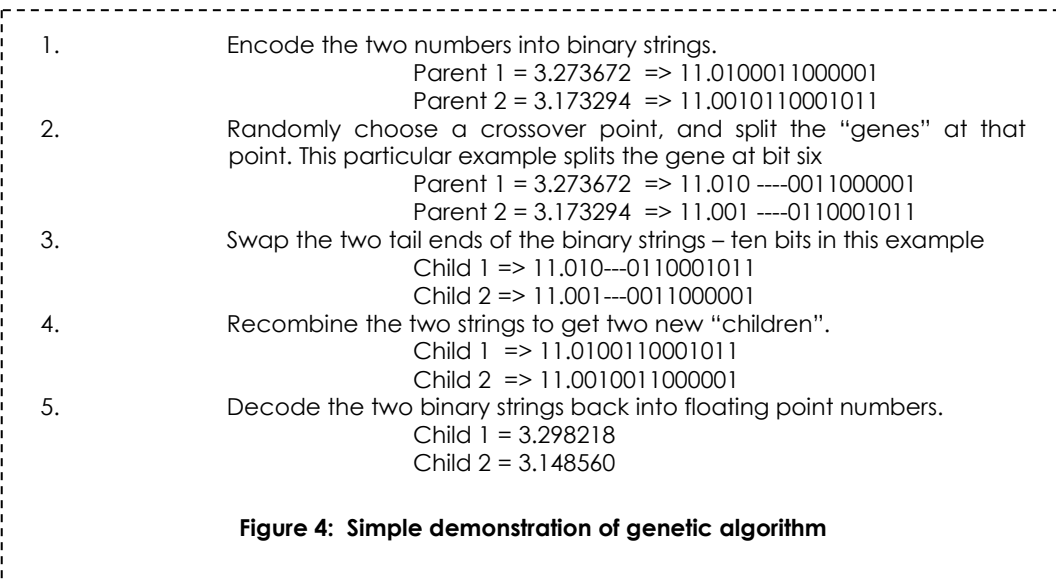 1. Encode the two numbers into binary strings.
Parent 1 = 3.273672 => 11.0100011000001
Parent 2 = 3.173294 => 11.0010110001011
2. Randomly choose a crossover point, and split the “genes” at that
point. This particular example splits the gene at bit six
Parent 1 = 3.273672 => 11.010 ----0011000001
Parent 2 = 3.173294 => 11.001 ----0110001011
3. Swap the two tail ends of the binary strings – ten bits in this example
Child 1 => 11.010---0110001011
Child 2 => 11.001---0011000001
4. Recombine the two strings to get two new “children”.
Child 1 => 11.0100110001011
Child 2 => 11.0010011000001
5. Decode the two binary strings back into floating point numbers.
Child 1 = 3.298218
Child 2 = 3.148560
Figure 4: Simple demonstration of genetic algorithm